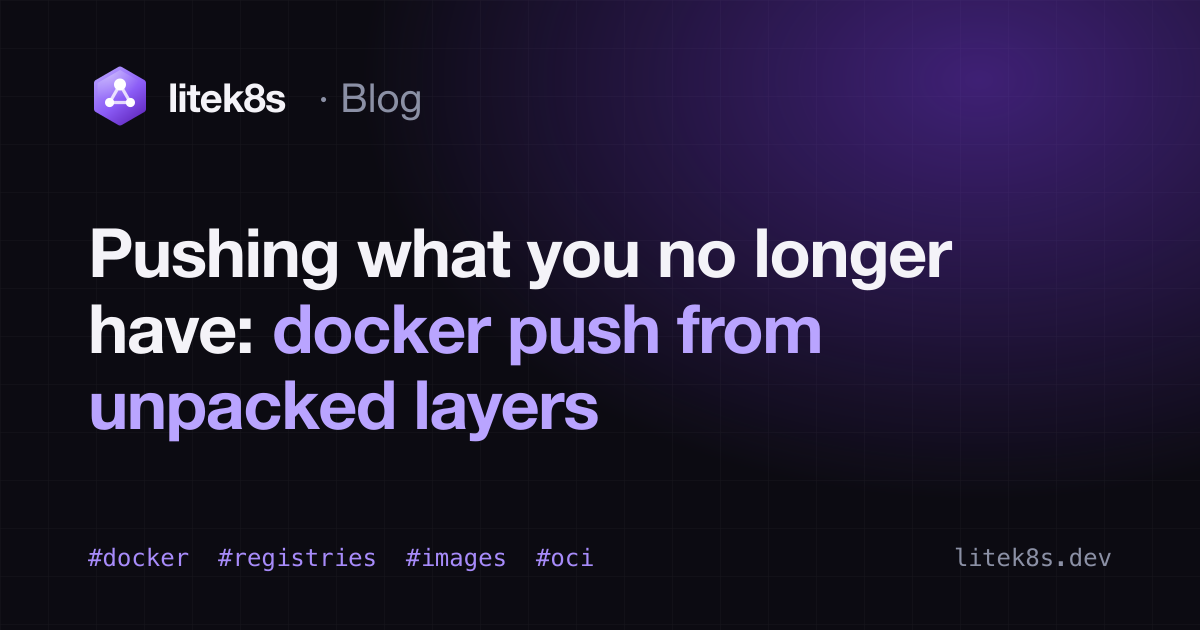 litek8s · Blog
Pushing what you no longer
have: docker push from
unpacked layers
#docker #registries #images #oci
litek8s.dev